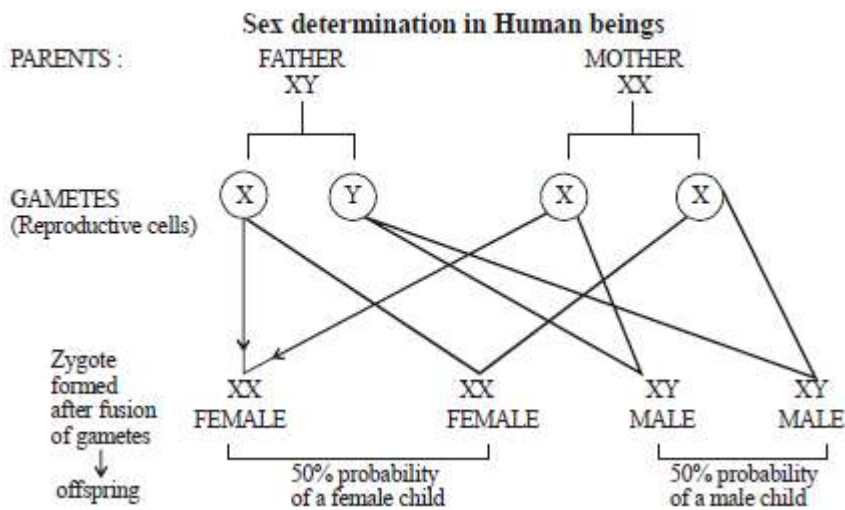 Sex determination in Human beings
PARENTS : FATHER MOTHER
XY XX
GAMETES X Y X X
(Reproductive cells)
Zygote
formed
after fusion
of gametes
offspring
XX XX XY XY
FEMALE FEMALE MALE MALE
50% probability
of a female child
50% probability
of a male child